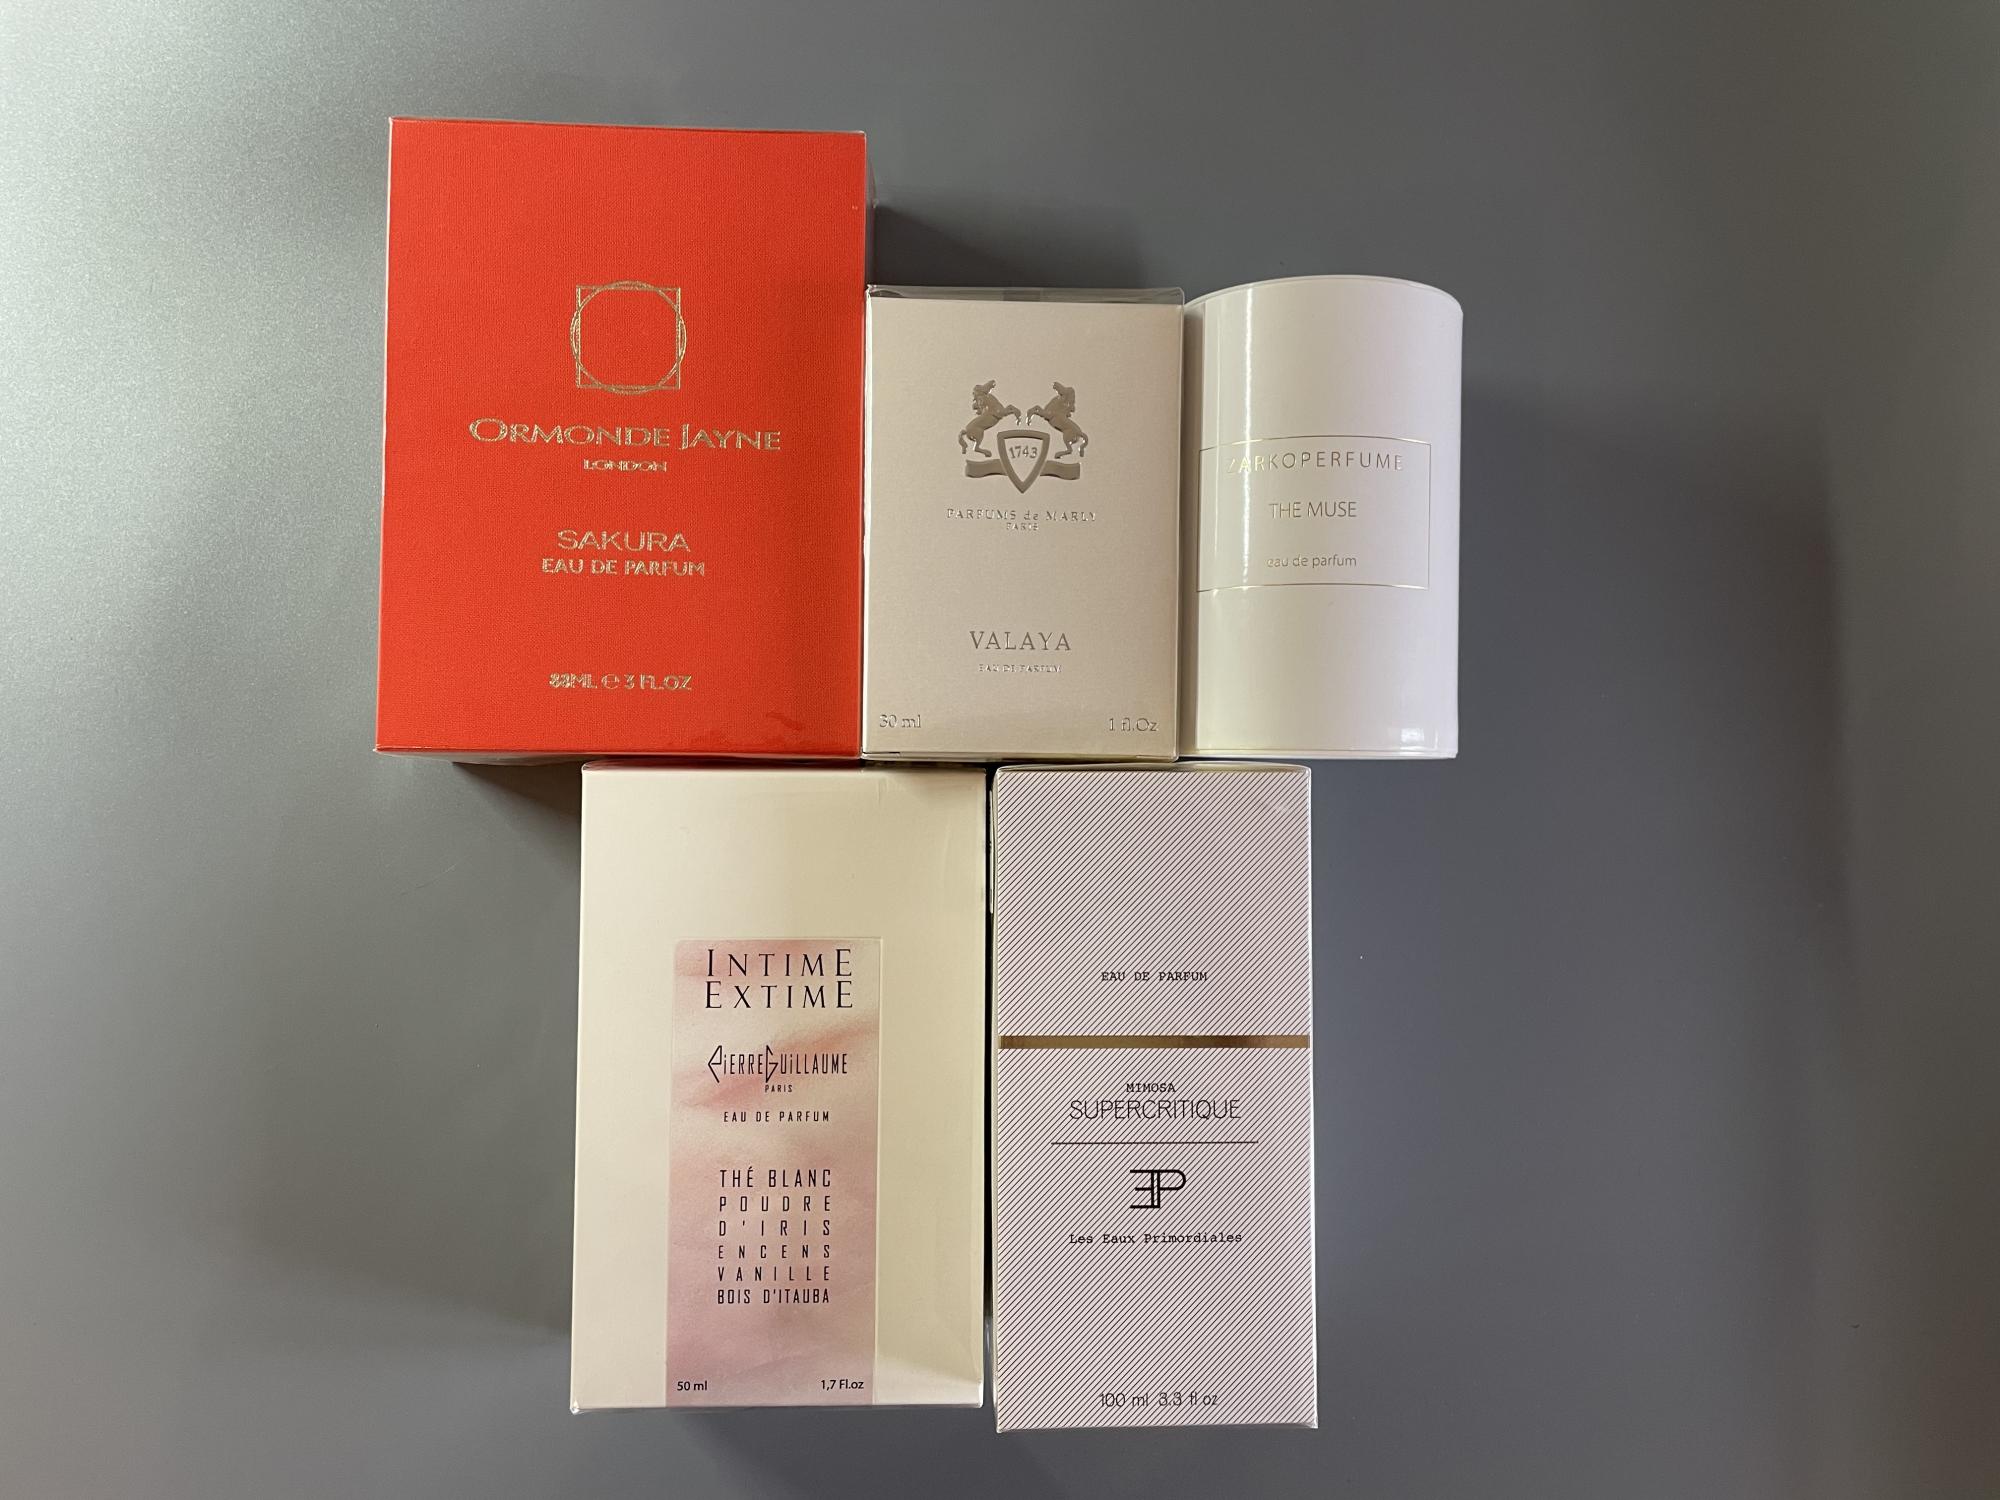 ORMONDE JAYNE
LONDON
SAKURA
EAU DE PARFUM
88ML ℮ 3 FL.OZ
1743
PARFUMS de MARLY
PARIS
VALAYA
EAU DE PARFUM
30 ml 1 fl.Oz
ZARKOPERFUME
THE MUSE
eau de parfum
INTIME
EXTIME
PIERRE GUILLAUME
PARIS
EAU DE PARFUM
THÉ BLANC
POUDRE
D'IRIS
ENCENS
VANILLE
BOIS D'ITAUBA
50 ml 1,7 Fl.oz
EAU DE PARFUM
MIMOSA
SUPERCRITIQUE
EP
Les Eaux Primordiales
100 ml 3.3 fl oz